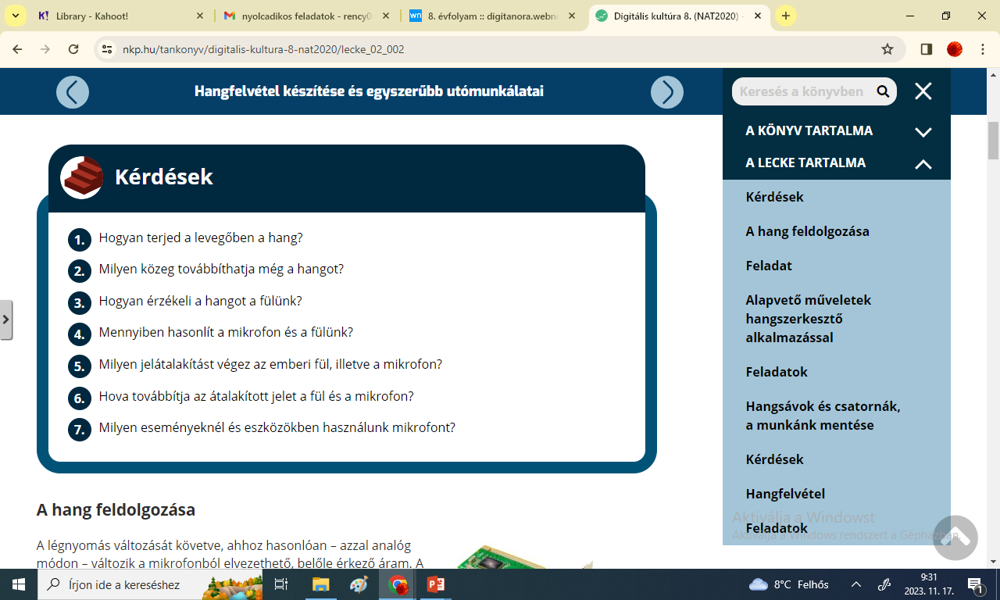 Library - Kahoot!
nyolcadikos feladatok - rency0
8. évfolyam :: digitanora.webn
Digitális kultúra 8. (NAT2020) -
nkp.hu/tankonyv/digitalis-kultura-8-nat2020/lecke_02_002
Hangfelvétel készítése és egyszerűbb utómunkálatai
Kérdések
1. Hogyan terjed a levegőben a hang?
2. Milyen közeg továbbíthatja még a hangot?
3. Hogyan érzékeli a hangot a fülünk?
4. Mennyiben hasonlít a mikrofon és a fülünk?
5. Milyen jelátalakítást végez az emberi fül, illetve a mikrofon?
6. Hova továbbítja az átalakított jelet a fül és a mikrofon?
7. Milyen eseményeknél és eszközökben használunk mikrofont?
A hang feldolgozása
A légnyomás változását követve, ahhoz hasonlóan – azzal analóg
módon – változik a mikrofonból elvezethető, belőle érkező áram. A
Keresés a könyvben
A KÖNYV TARTALMA
A LECKE TARTALMA
Kérdések
A hang feldolgozása
Feladat
Alapvető műveletek
hangszerkesztő
alkalmazással
Feladatok
Hangsávok és csatornák,
a munkánk mentése
Kérdések
Hangfelvétel
Feladatok
Aktiválja a Windowst
Aktiválja a Windows rendszert a Gépházban.
Írjon ide a kereséshez
8°C Felhős
9:31
2023. 11. 17.
1